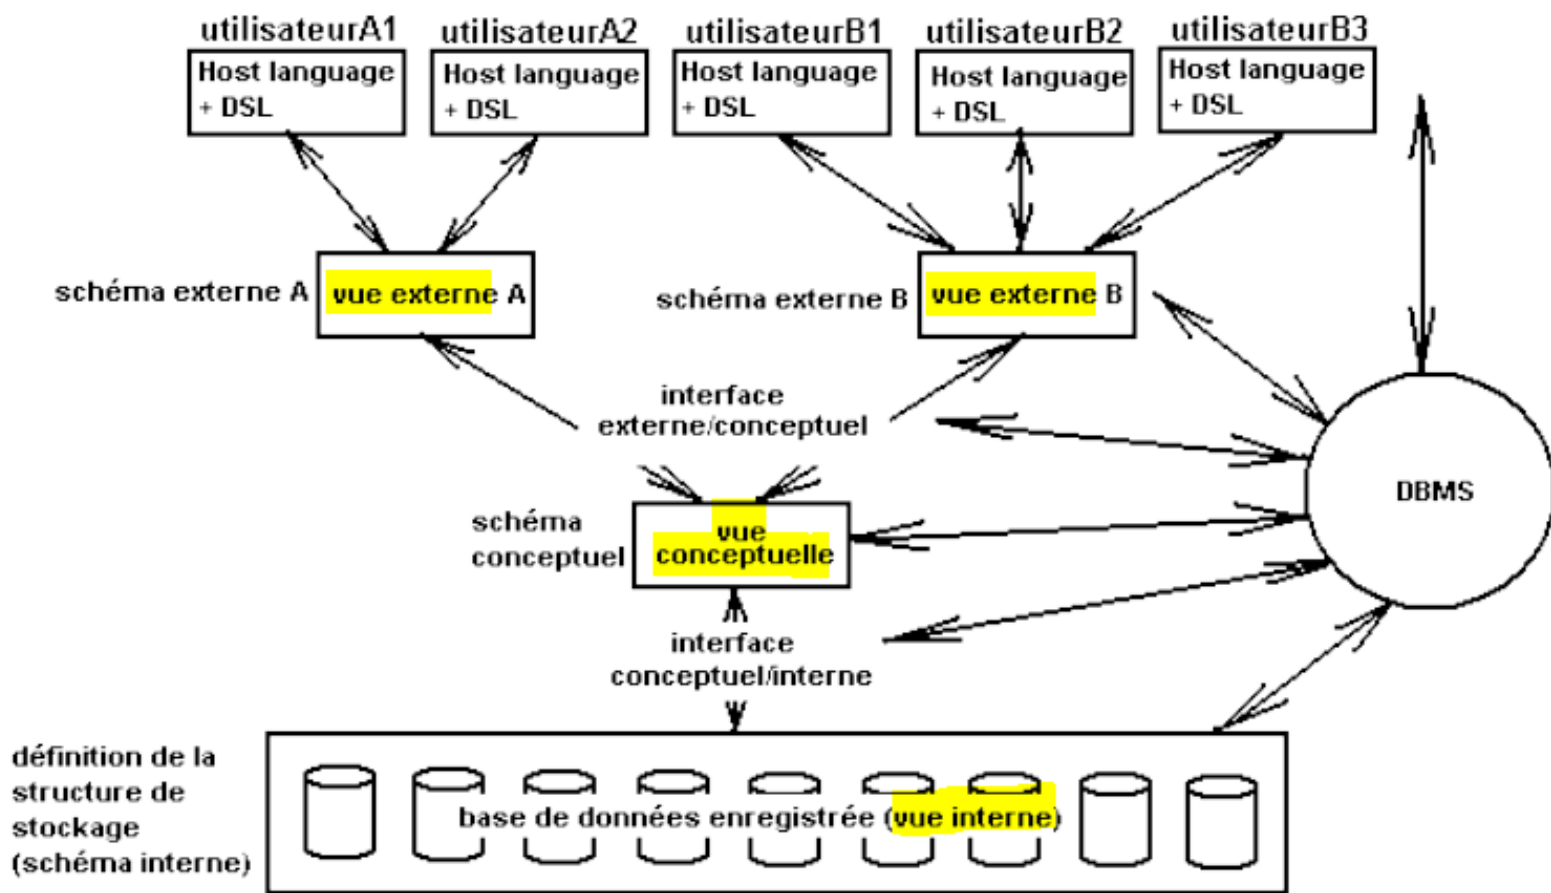 utilisateurA1
utilisateurA2
utilisateurB1
utilisateurB2
utilisateurB3
Host language
+ DSL
Host language
+ DSL
Host language
+ DSL
Host language
+ DSL
Host language
+ DSL
schéma externe A
vue externe A
schéma externe B
vue externe B
interface
externe/conceptuel
DBMS
schéma
conceptuel
vue
conceptuelle
interface
conceptuel/interne
définition de la
structure de
stockage
(schéma interne)
base de données enregistrée (vue interne)